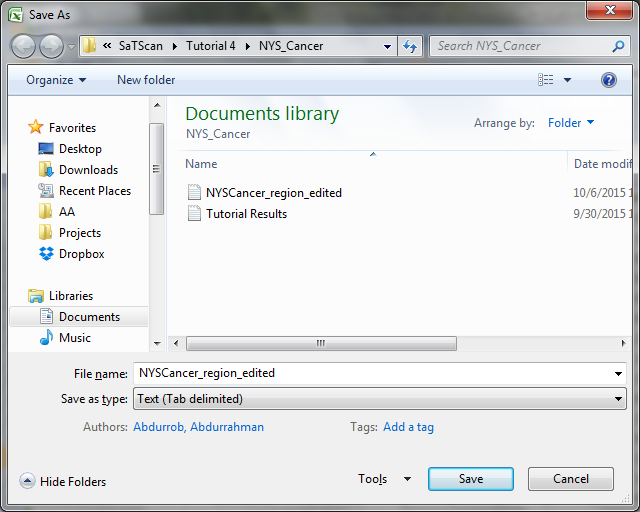 Save As
« SaTScan Tutorial 4 NYS_Cancer
Search NYS_Cancer
Organize New folder
Favorites
Desktop
Downloads
Recent Places
AA
Projects
Dropbox
Libraries
Documents
Music
Documents library
NYS_Cancer
Arrange by: Folder
Name Date modif
NYSCancer_region_edited 10/6/2015 1
Tutorial Results 9/30/2015 1
File name: NYSCancer_region_edited
Save as type: Text (Tab delimited)
Authors: Abdurrob, Abdurrahman Tags: Add a tag
Hide Folders Tools Save Cancel